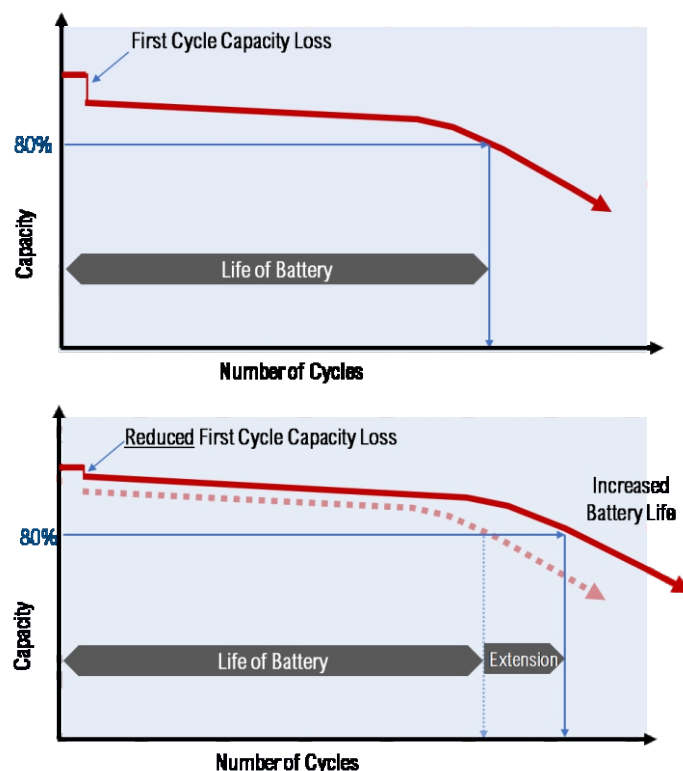 First Cycle Capacity Loss
80%
Capacity
Life of Battery
Number of Cycles
REDUCED First Cycle Capacity Loss
Increased
Battery Life
80%
Capacity
Life of Battery
Extension
Number of Cycles